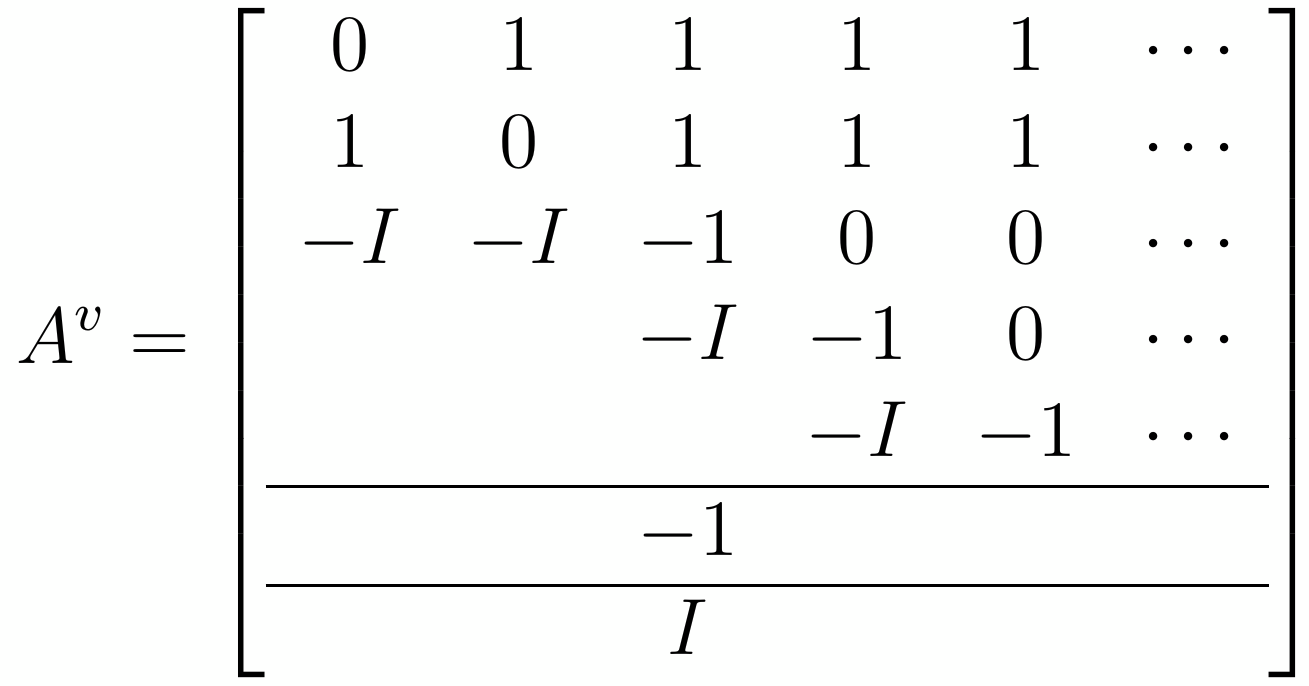 0 1 1 1 1 ⋯
1 0 1 1 1 ⋯
−I −I −1 0 0 ⋯
A^v =
−I −1 0 ⋯
−I −1 ⋯
−1
I